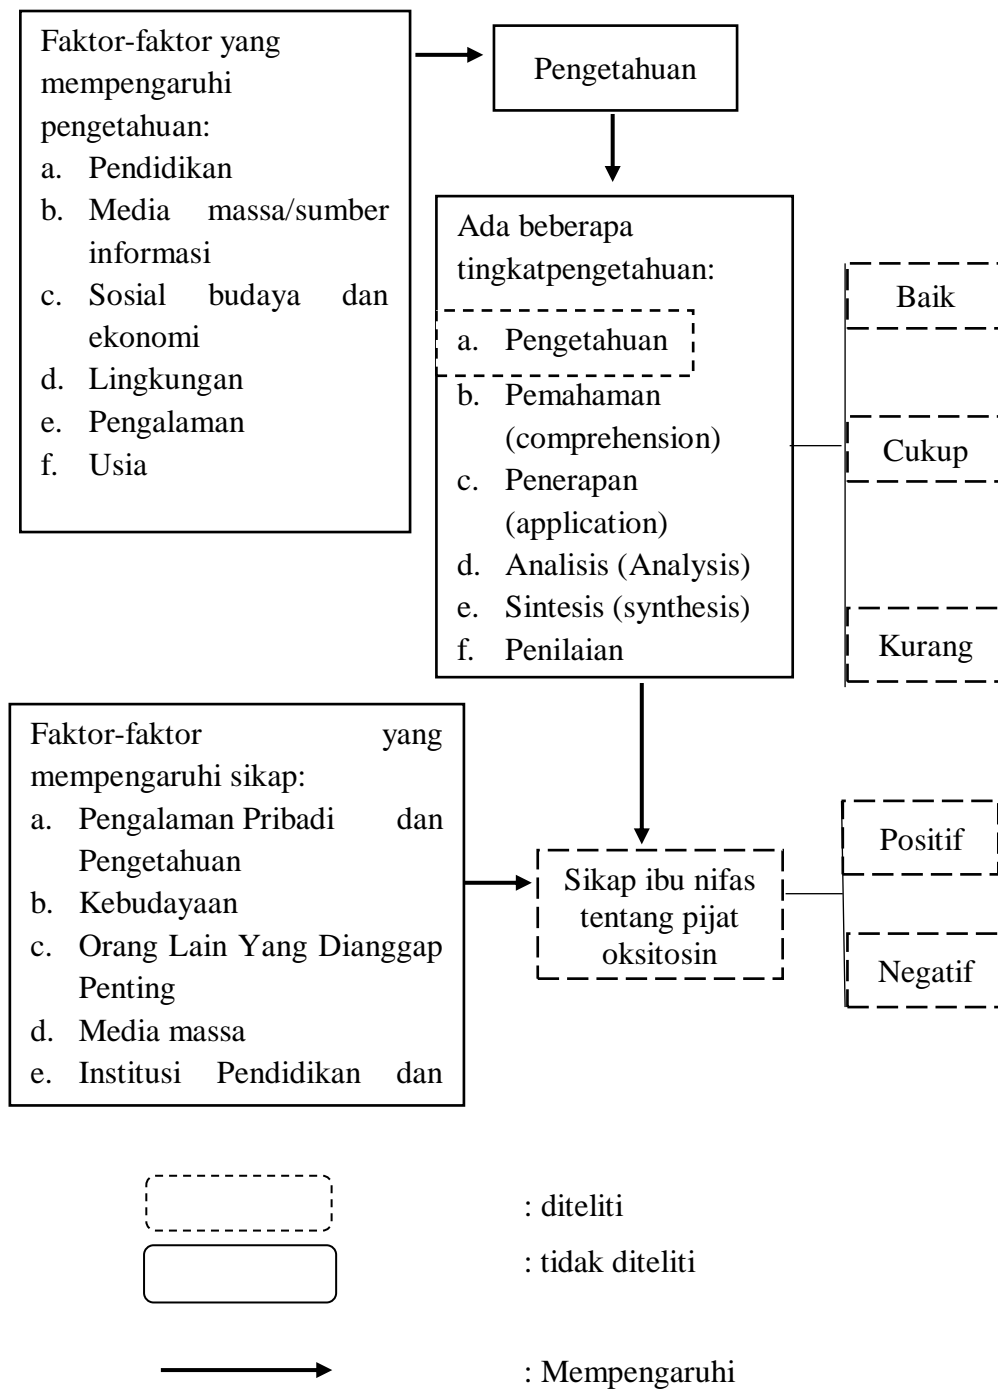 Faktor-faktor yang
mempengaruhi
pengetahuan:
a. Pendidikan
b. Media massa/sumber
informasi
c. Sosial budaya dan
ekonomi
d. Lingkungan
e. Pengalaman
f. Usia
Pengetahuan
Ada beberapa
tingkatpengetahuan:
a. Pengetahuan
b. Pemahaman
(comprehension)
c. Penerapan
(application)
d. Analisis (Analysis)
e. Sintesis (synthesis)
f. Penilaian
Baik
Cukup
Kurang
Faktor-faktor yang
mempengaruhi sikap:
a. Pengalaman Pribadi dan
Pengetahuan
b. Kebudayaan
c. Orang Lain Yang Dianggap
Penting
d. Media massa
e. Institusi Pendidikan dan
Sikap ibu nifas
tentang pijat
oksitosin
Positif
Negatif
: diteliti
: tidak diteliti
: Mempengaruhi